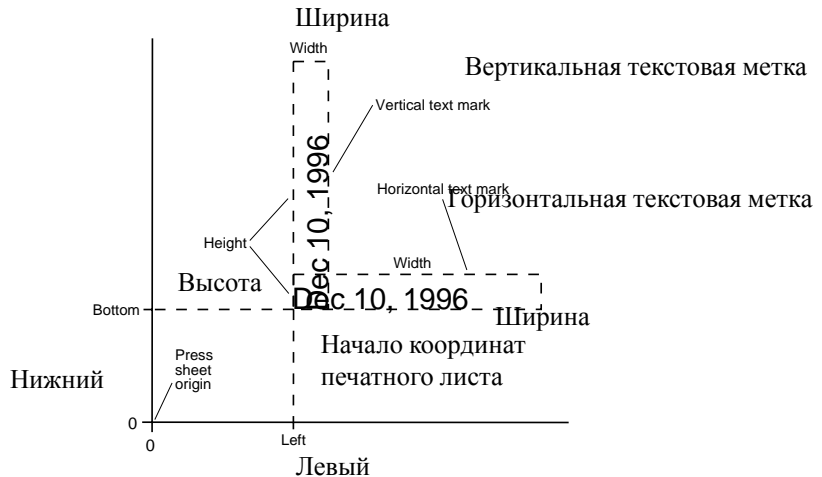 Ширина
Width
Вертикальная текстовая метка
Vertical text mark
Dec 10, 1996
Horizontal text mark
Горизонтальная текстовая метка
Height
Width
Высота
Dec 10, 1996
Bottom
Ширина
Начало координат
печатного листа
Press
sheet
origin
Нижний
0
0
Left
Левый